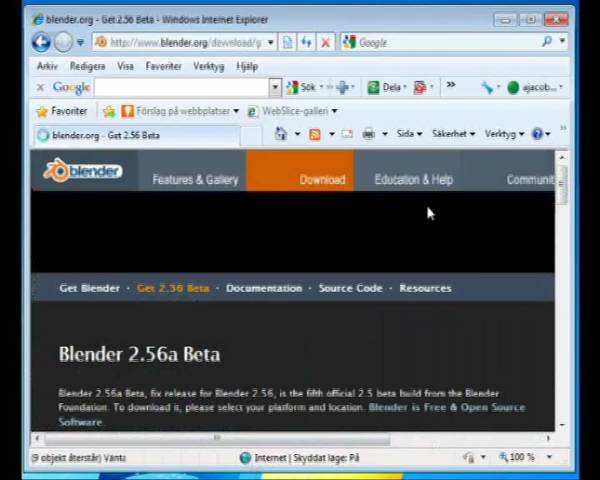 blender.org - Get 2.56 Beta - Windows Internet Explorer
http://www.blender.org/download/g
Google
Arkiv Redigera Visa Favoriter Verktyg Hjälp
x Google Sök Dela » ajacob...
Favoriter Förslag på webbplatser WebSlice-galleri
blender.org - Get 2.56 Beta Sida Säkerhet Verktyg »
blender Features & Gallery Download Education & Help Communit
Get Blender · Get 2.56 Beta · Documentation · Source Code · Resources
Blender 2.56a Beta
Blender 2.56a Beta, fix release for Blender 2.56, is the fifth official 2.5 beta build from the Blender
Foundation. To download it, please select your platform and location. Blender is Free & Open Source
Software.
(9 objekt återstår) Vänta Internet | Skyddat läge: På 100 %